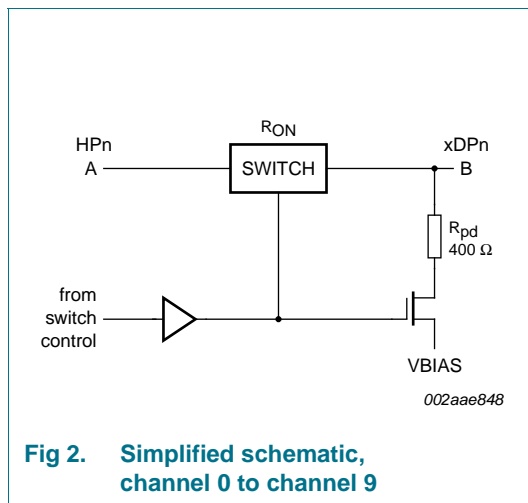 RON
HPn
xDPn
A
SWITCH
B
Rpd
400 Ω
from
switch
control
VBIAS
002aae848
Fig 2. Simplified schematic,
channel 0 to channel 9